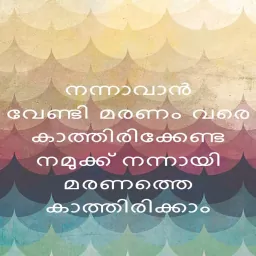 നന്നാവാൻ
വേണ്ടി മരണം വരെ
കാത്തിരിക്കേണ്ട
നമുക്ക് നന്നായി
മരണത്തെ
കാത്തിരിക്കാം